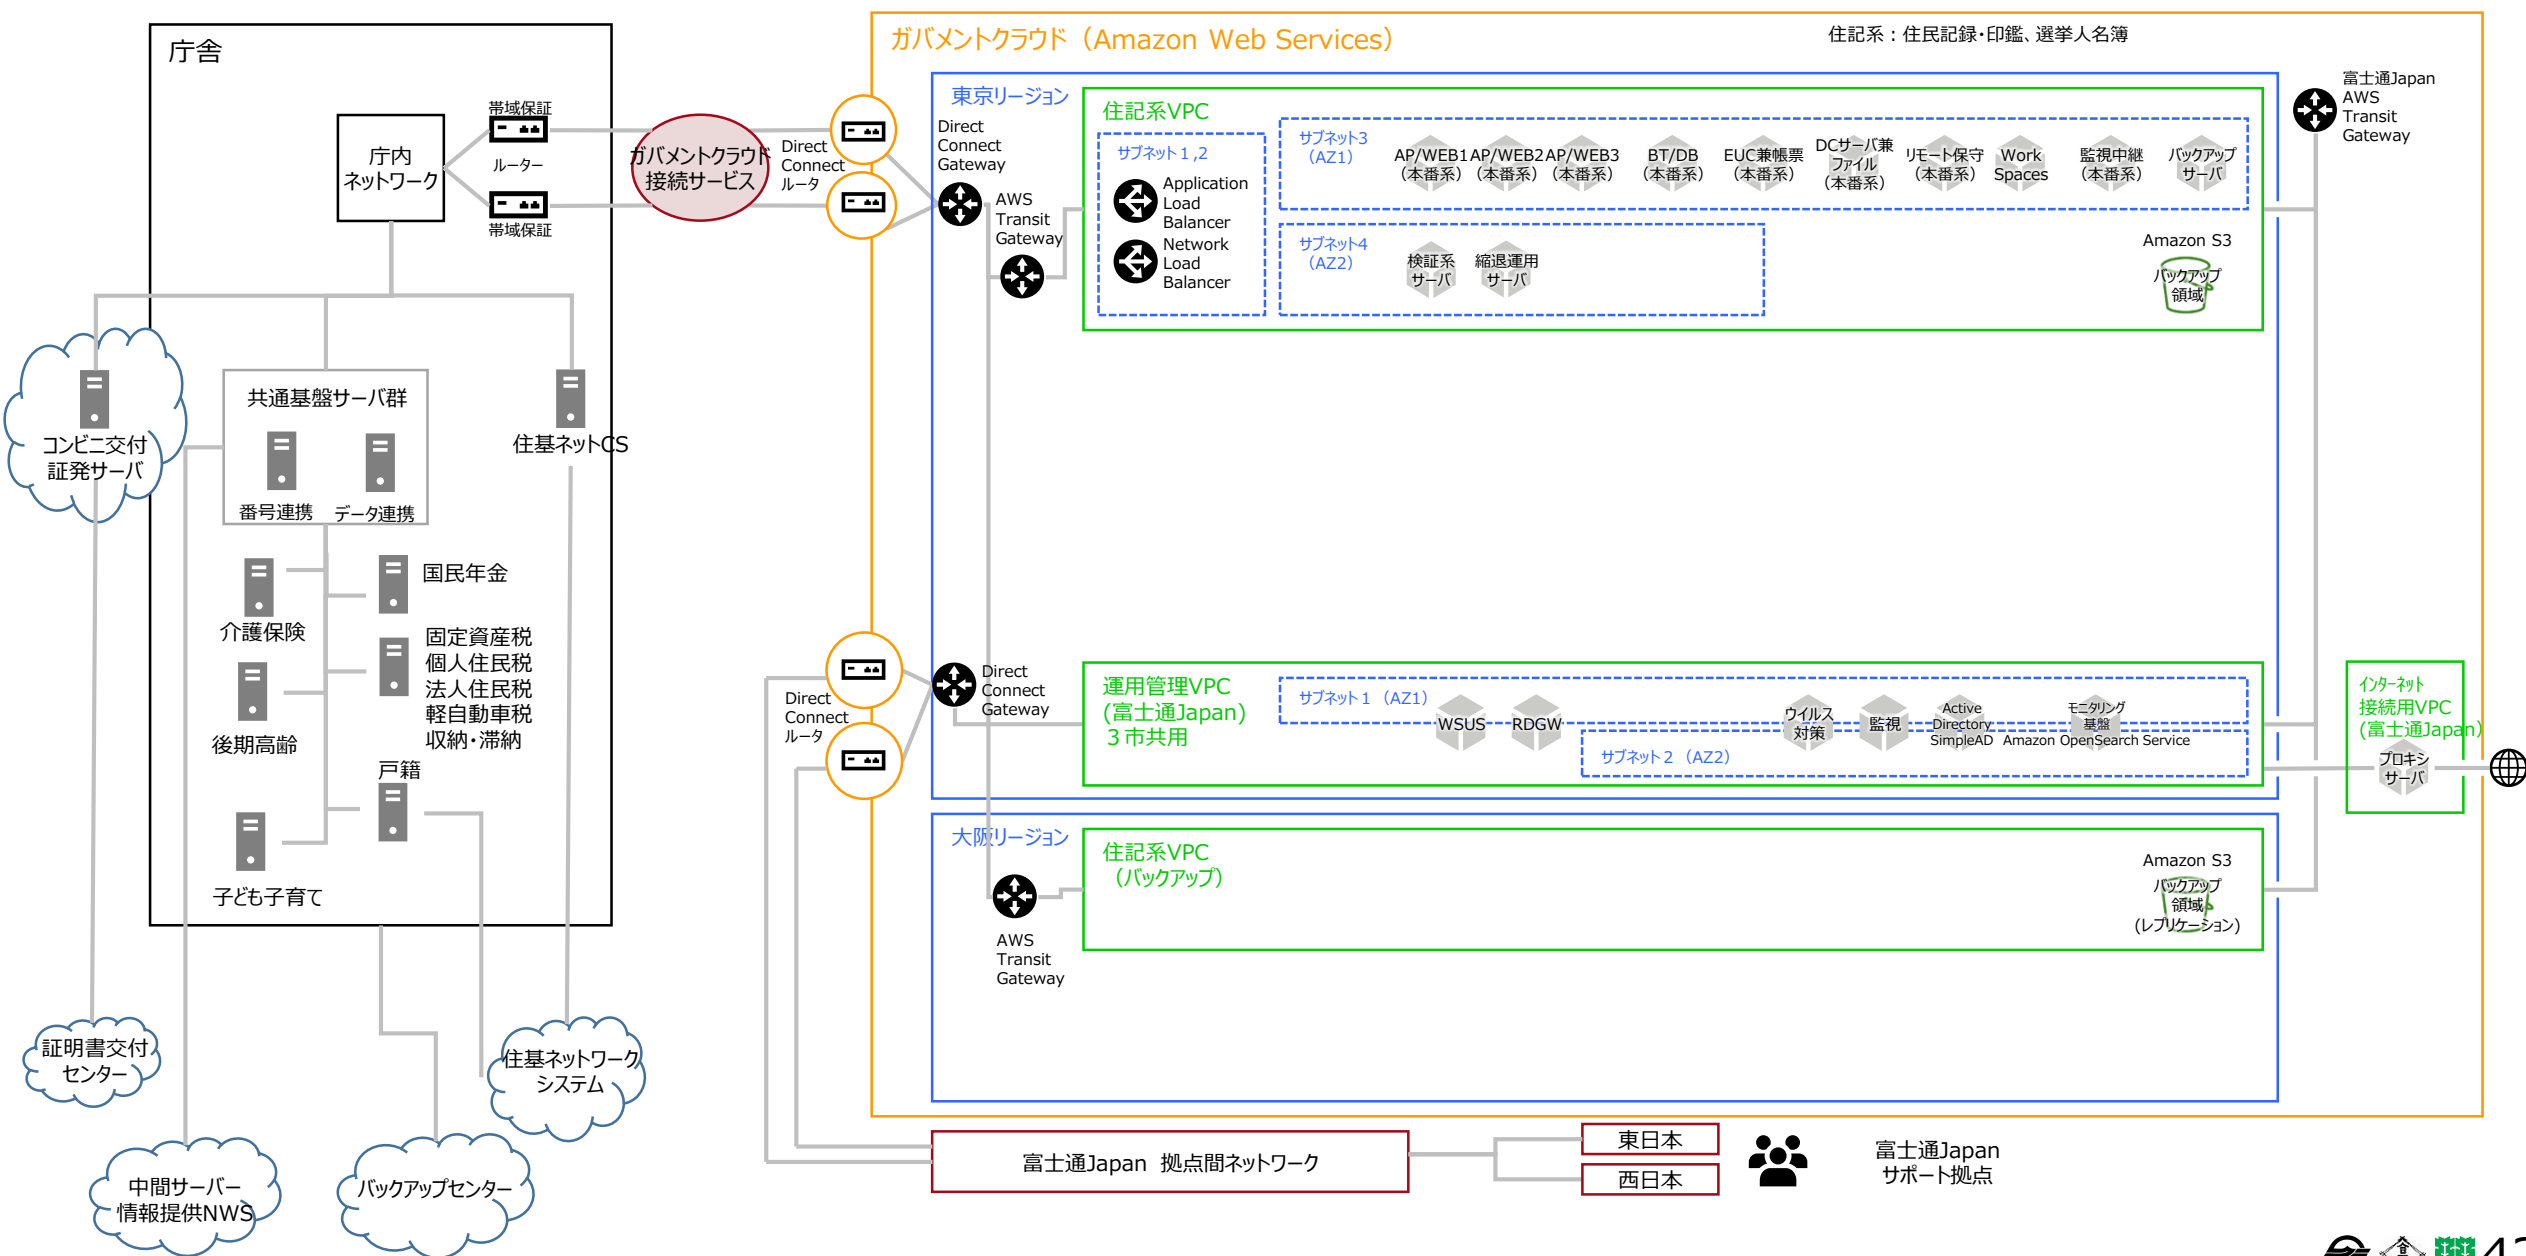 庁舎
庁内
ネットワーク
帯域保証
ルーター
帯域保証
ガバメントクラウド
接続サービス
コンビニ交付
証発サーバ
共通基盤サーバ群
番号連携
データ連携
住基ネットCS
介護保険
国民年金
後期高齢
固定資産税
個人住民税
法人住民税
軽自動車税
収納・滞納
戸籍
子ども子育て
証明書交付
センター
住基ネットワーク
システム
中間サーバー
情報提供NWS
バックアップセンター
ガバメントクラウド（Amazon Web Services）
住記系：住民記録・印鑑、選挙人名簿
Direct
Connect
ルータ
東京リージョン
Direct
Connect
Gateway
AWS
Transit
Gateway
住記系VPC
サブネット１,２
Application
Load
Balancer
Network
Load
Balancer
サブネット3
（AZ1）
AP/WEB1
（本番系）
AP/WEB2
（本番系）
AP/WEB3
（本番系）
BT/DB
（本番系）
EUC兼帳票
（本番系）
DCサーバ兼
ファイル
（本番系）
リモート保守
（本番系）
Work
Spaces
監視中継
（本番系）
バックアップ
サーバ
サブネット4
（AZ2）
検証系
サーバ
縮退運用
サーバ
Amazon S3
バックアップ
領域
富士通Japan
AWS
Transit
Gateway
Direct
Connect
ルータ
Direct
Connect
Gateway
運用管理VPC
(富士通Japan)
３市共用
サブネット１（AZ1）
WSUS
RDGW
ウイルス
対策
監視
Active
Directory
SimpleAD
モニタリング
基盤
Amazon OpenSearch Service
サブネット２（AZ2）
インターネット
接続用VPC
(富士通Japan)
プロキシ
サーバ
大阪リージョン
AWS
Transit
Gateway
住記系VPC
（バックアップ）
Amazon S3
バックアップ
領域
(レプリケーション)
富士通Japan 拠点間ネットワーク
東日本
西日本
富士通Japan
サポート拠点